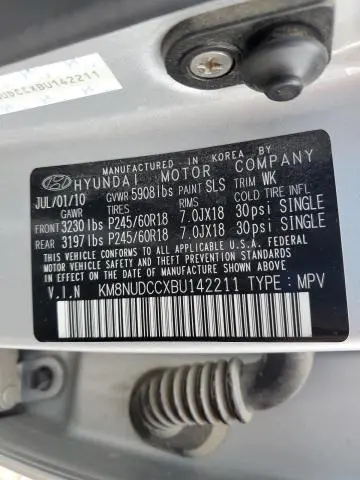 UDCCXBU142211
MANUFACTURED IN KOREA BY
HYUNDAI MOTOR COMPANY
JUL/01/10 GVWR 5908lbs PAINT SLS TRIM WK
GAWR TIRES RIMS COLD TIRE INFL
FRONT 3230lbs P245/60R18 7.0JX18 30psi SINGLE
REAR 3197lbs P245/60R18 7.0JX18 30psi SINGLE
THIS VEHICLE CONFORMS TO ALL APPLICABLE U.S.A. FEDERAL
MOTOR VEHICLE SAFETY AND THEFT PREVENTION STANDARDS IN
EFFECT ON THE DATE OF MANUFACTURE SHOWN ABOVE.
V.I.N KM8NUDCCXBU142211 TYPE : MPV